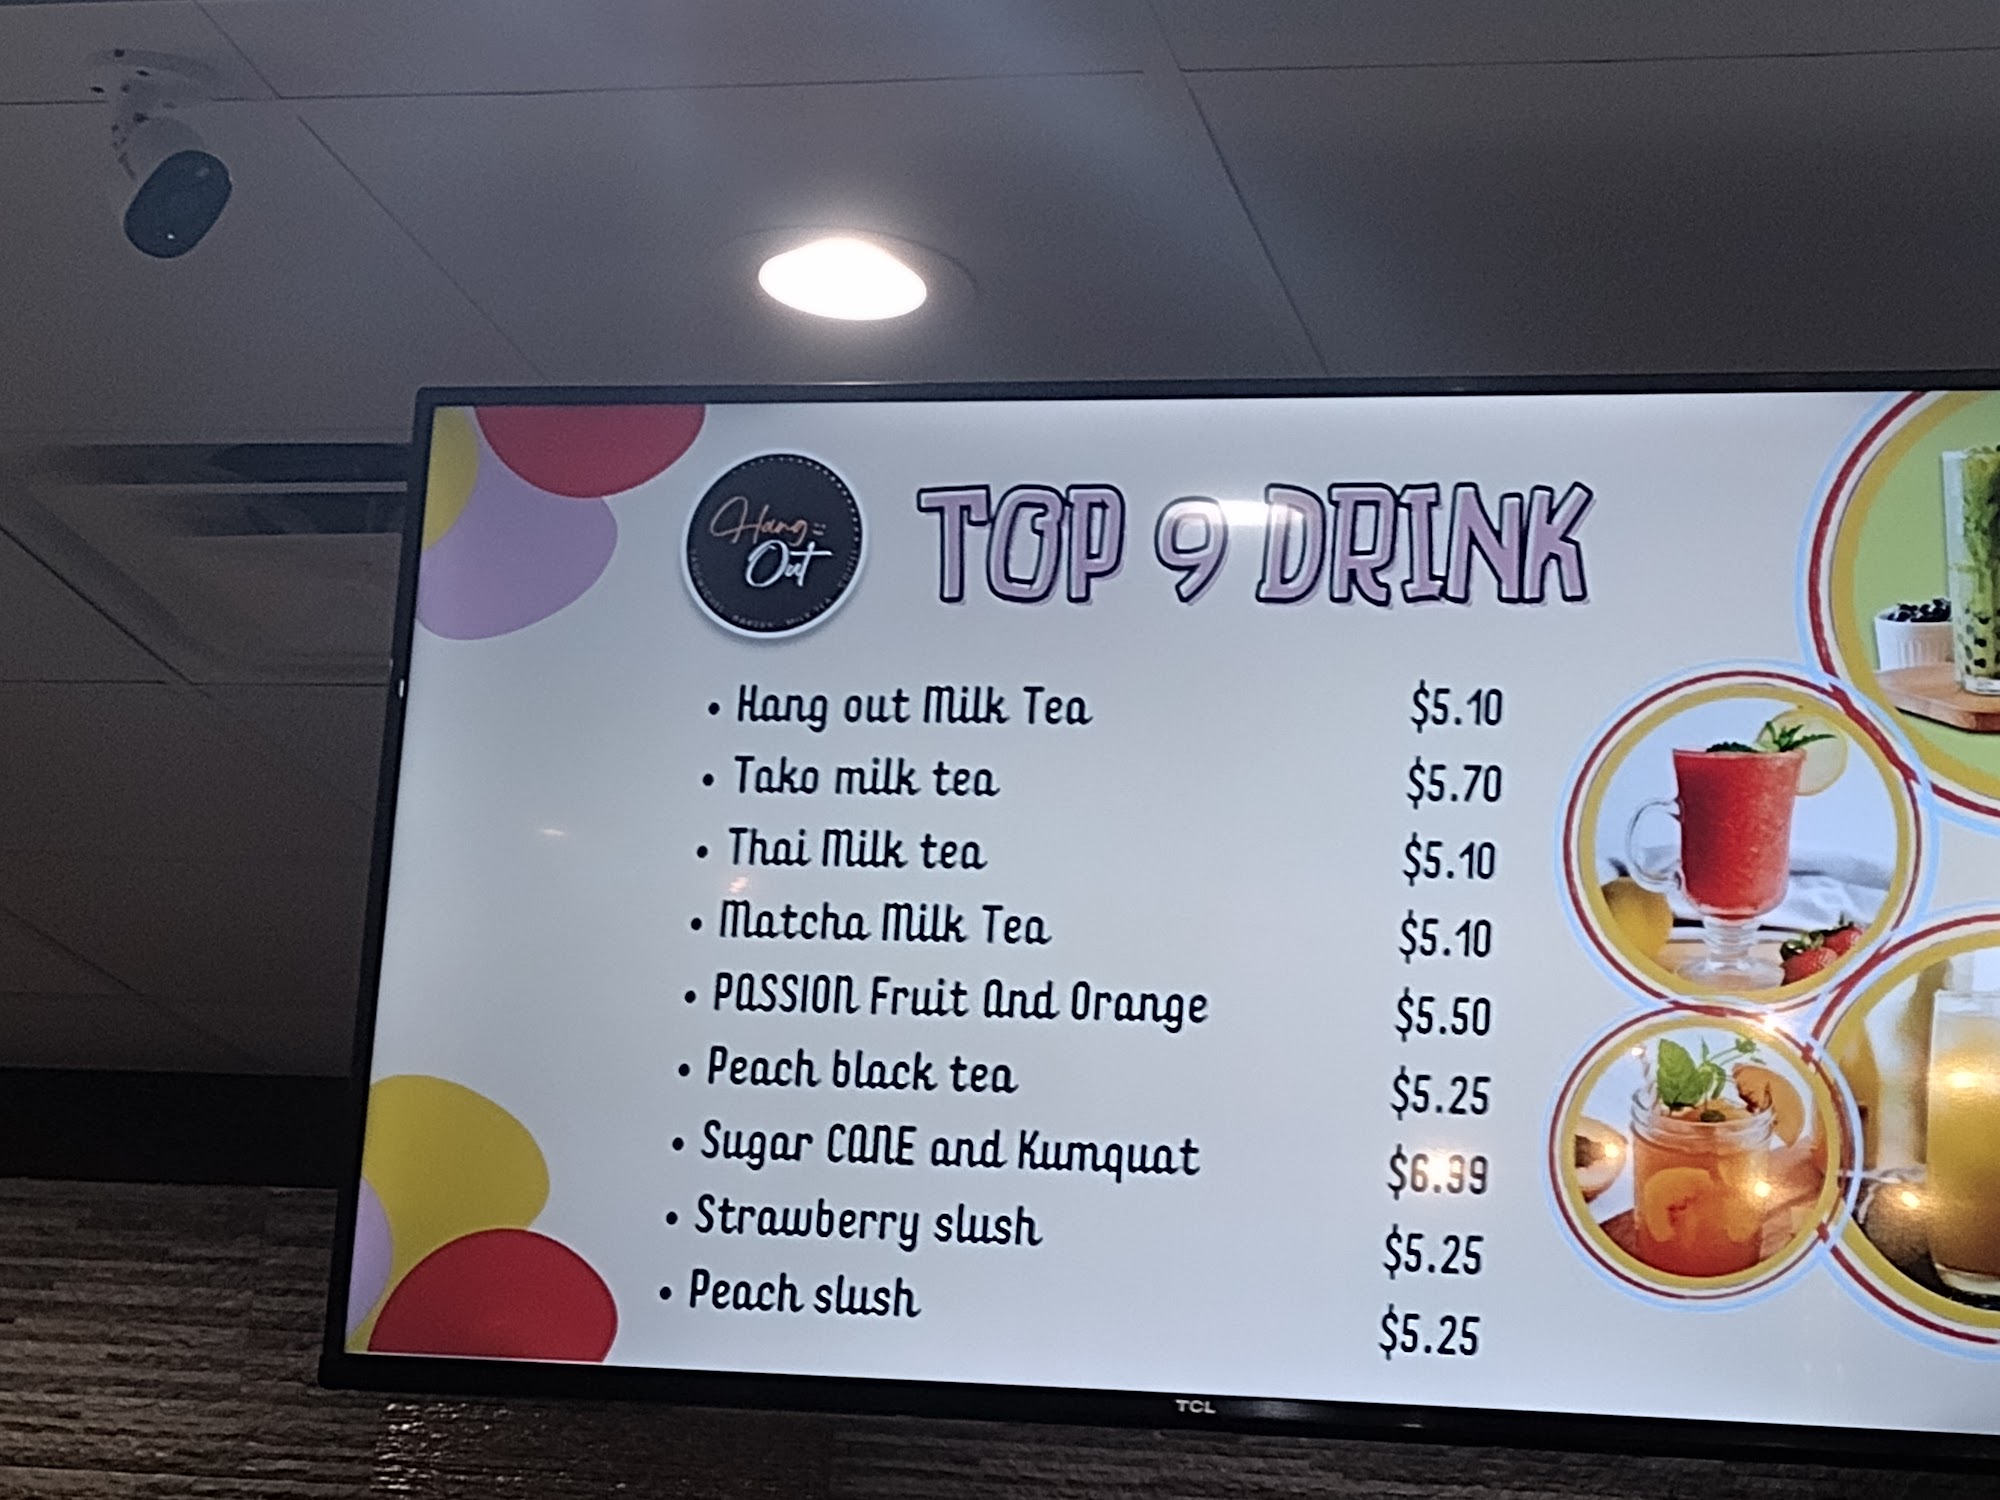 Hang
Out
TOP 9 DRINK
• Hang out Milk Tea $5.10
• Tako milk tea $5.70
• Thai Milk tea $5.10
• Matcha Milk Tea $5.10
• PASSION Fruit And Orange $5.50
• Peach black tea $5.25
• Sugar CANE and Kumquat $6.99
• Strawberry slush $5.25
• Peach slush $5.25
TCL